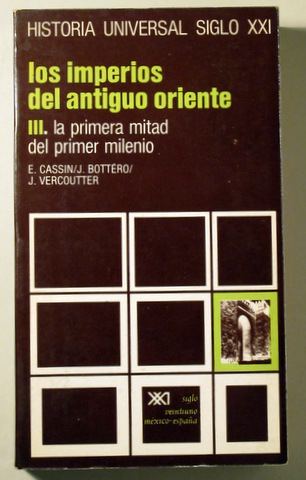 HISTORIA UNIVERSAL SIGLO XXI
los imperios
del antiguo oriente
III. la primera mitad
del primer milenio
E. CASSIN/J. BOTTÉRO/
J. VERCOUTTER
XXI
siglo
veintiuno
méxico-españa